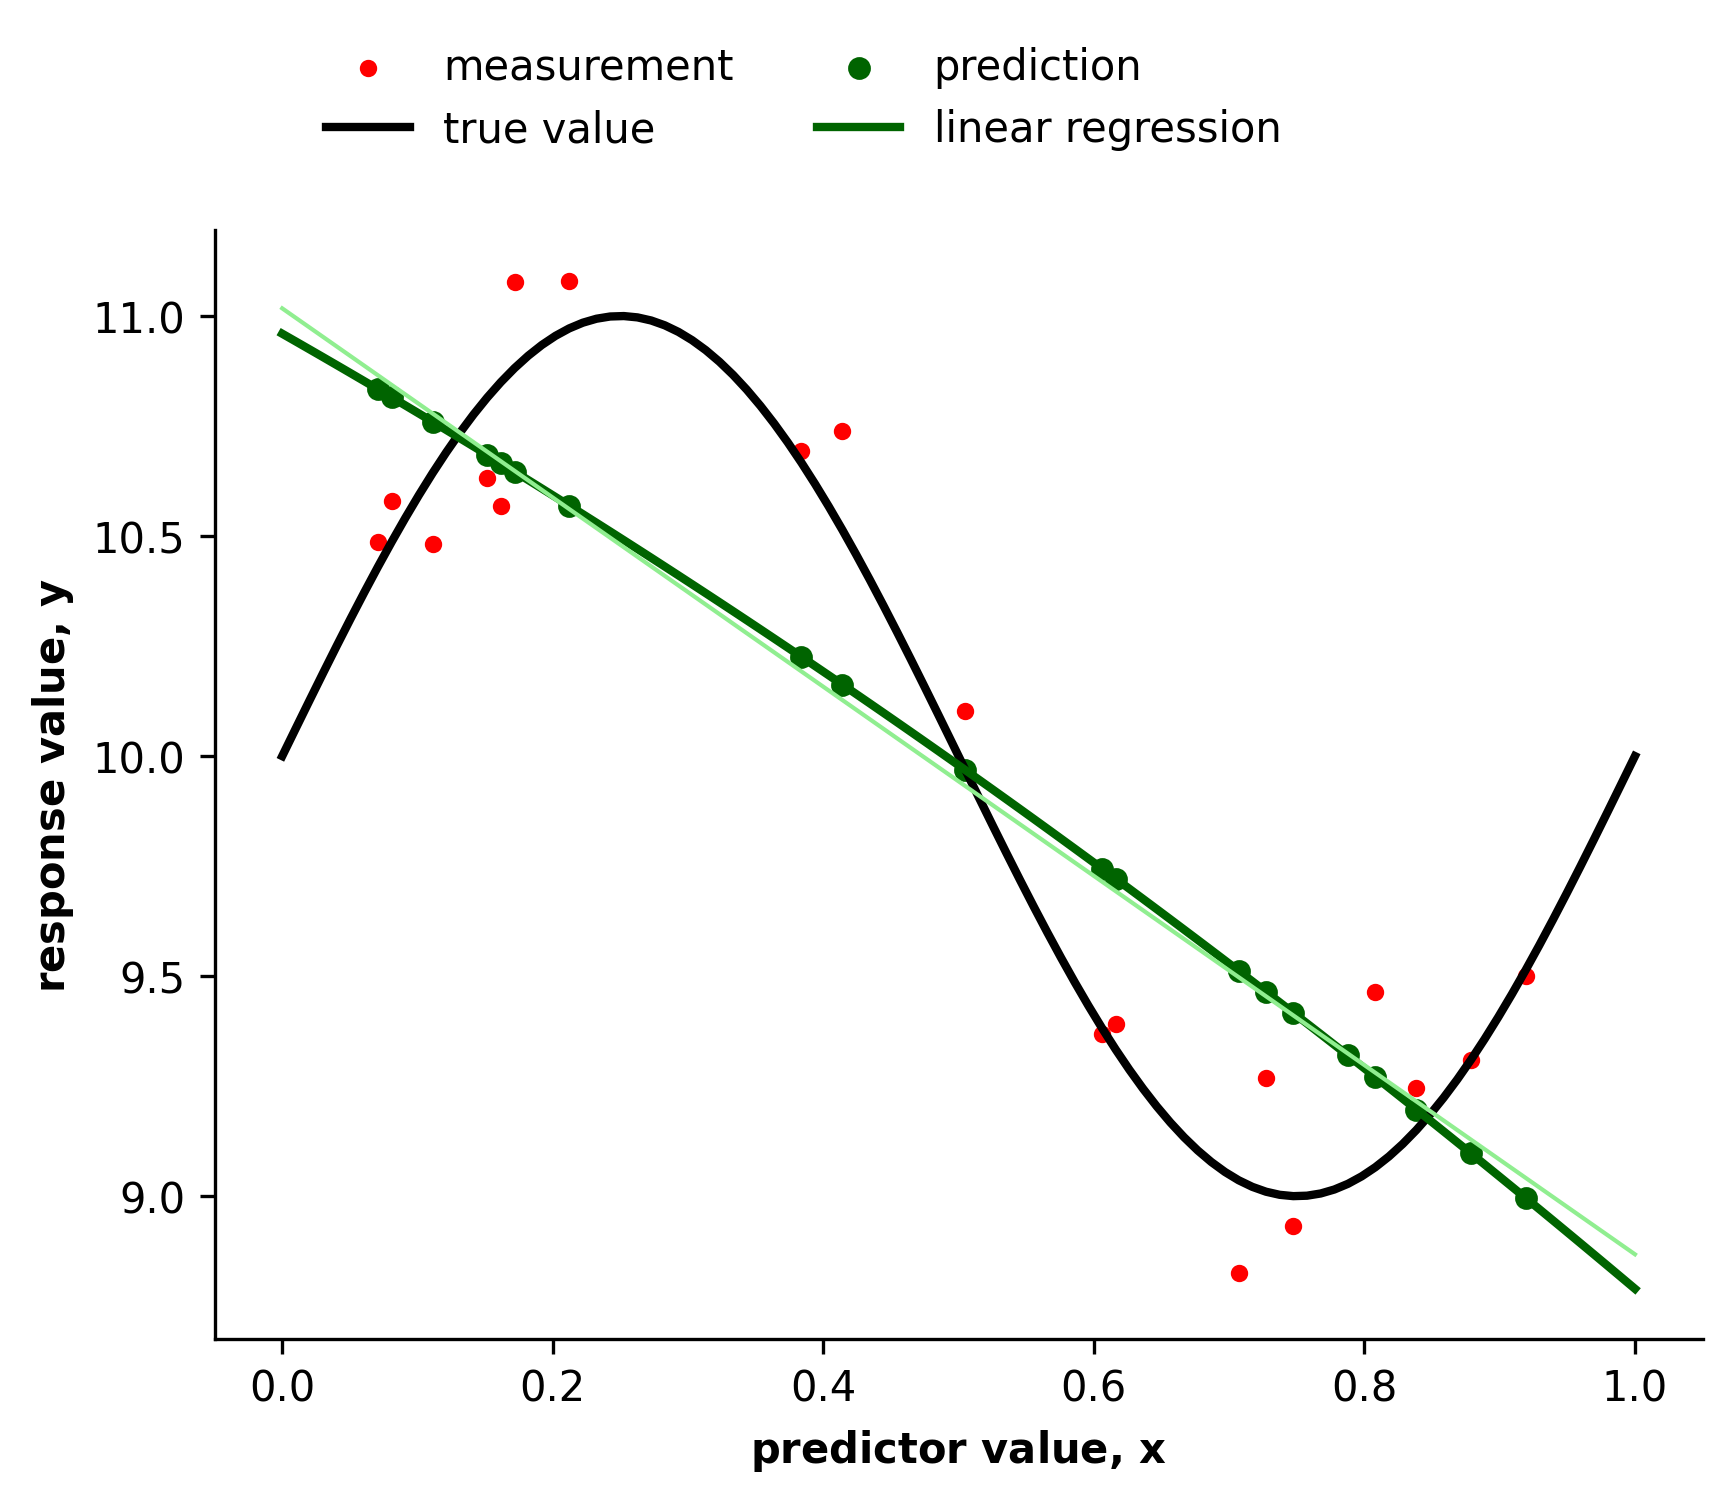 measurement
true value
prediction
linear regression
response value, y
11.0
10.5
10.0
9.5
9.0
0.0 0.2 0.4 0.6 0.8 1.0
predictor value, x